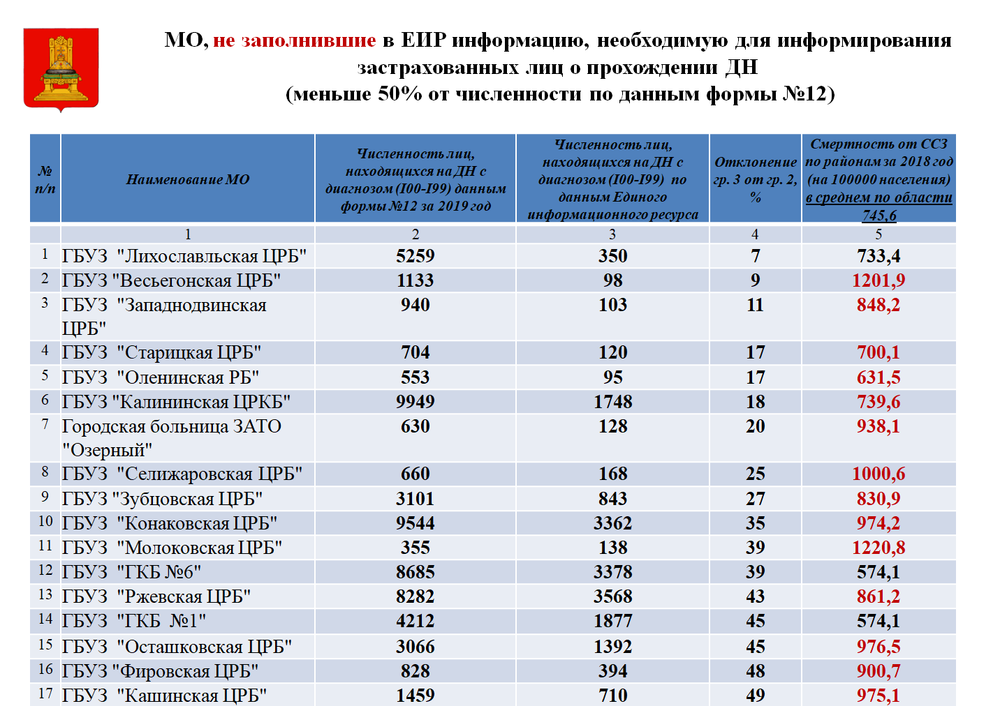 МО, не заполнившие в ЕИР информацию, необходимую для информирования
застрахованных лиц о прохождении ДН
(меньше 50% от численности по данным формы №12)
№ п/п
Наименование МО
Численность лиц,
находящихся на ДН с
диагнозом (I00-I99) данным
формы №12 за 2019 год
Численность лиц,
находящихся на ДН с
диагнозом (I00-I99) по
данным Единого
информационного ресурса
Отклонение
гр. 3 от гр. 2,
%
Смертность от ССЗ
по районам за 2018 год
(на 100000 населения)
в среднем по области
745,6
1 2 3 4 5
1 ГБУЗ "Лихославльская ЦРБ" 5259 350 7 733,4
2 ГБУЗ "Весьегонская ЦРБ" 1133 98 9 1201,9
3 ГБУЗ "Западнодвинская 940 103 11 848,2
ЦРБ"
4 ГБУЗ "Старицкая ЦРБ" 704 120 17 700,1
5 ГБУЗ "Оленинская РБ" 553 95 17 631,5
6 ГБУЗ "Калининская ЦРКБ" 9949 1748 18 739,6
7 Городская больница ЗАТО 630 128 20 938,1
"Озерный"
8 ГБУЗ "Селижаровская ЦРБ" 660 168 25 1000,6
9 ГБУЗ "Зубцовская ЦРБ" 3101 843 27 830,9
10 ГБУЗ "Конаковская ЦРБ" 9544 3362 35 974,2
11 ГБУЗ "Молоковская ЦРБ" 355 138 39 1220,8
12 ГБУЗ "ГКБ №6" 8685 3378 39 574,1
13 ГБУЗ "Ржевская ЦРБ" 8282 3568 43 861,2
14 ГБУЗ "ГКБ №1" 4212 1877 45 574,1
15 ГБУЗ "Осташковская ЦРБ" 3066 1392 45 976,5
16 ГБУЗ "Фировская ЦРБ" 828 394 48 900,7
17 ГБУЗ "Кашинская ЦРБ" 1459 710 49 975,1